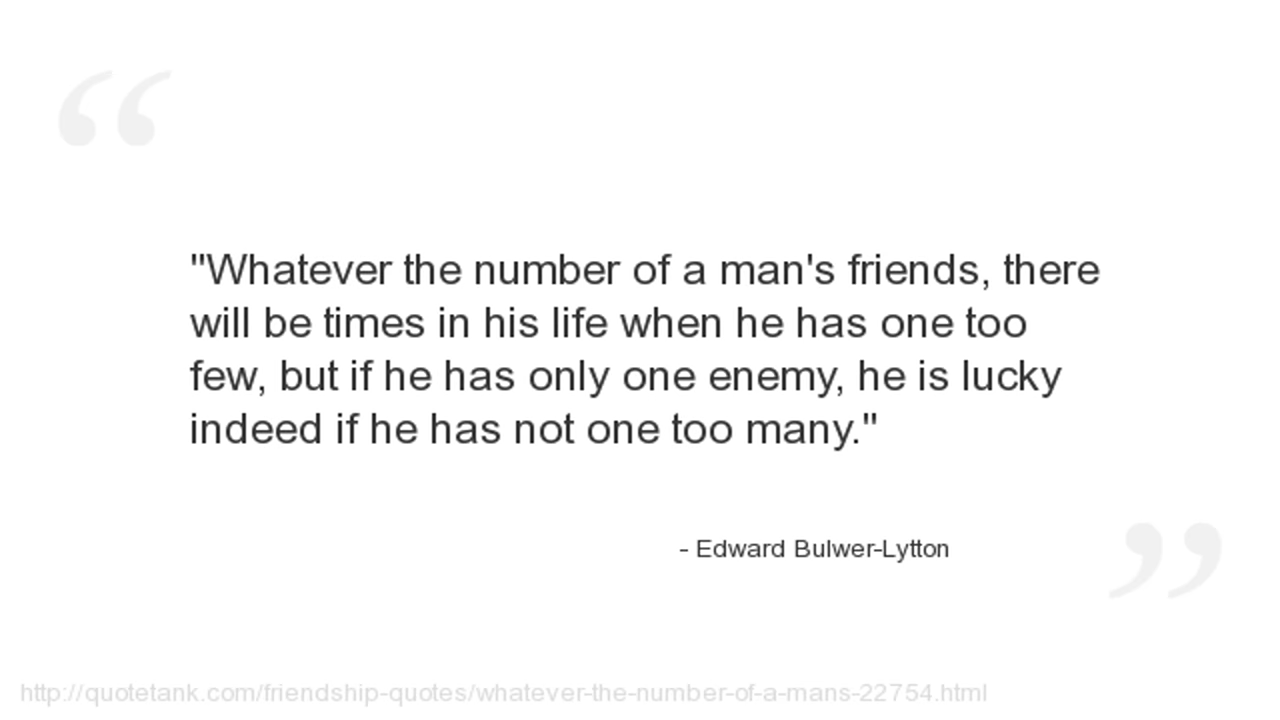 "Whatever the number of a man's friends, there
will be times in his life when he has one too
few, but if he has only one enemy, he is lucky
indeed if he has not one too many."
- Edward Bulwer-Lytton
http://quotetank.com/friendship-quotes/whatever-the-number-of-a-mans-22754.html